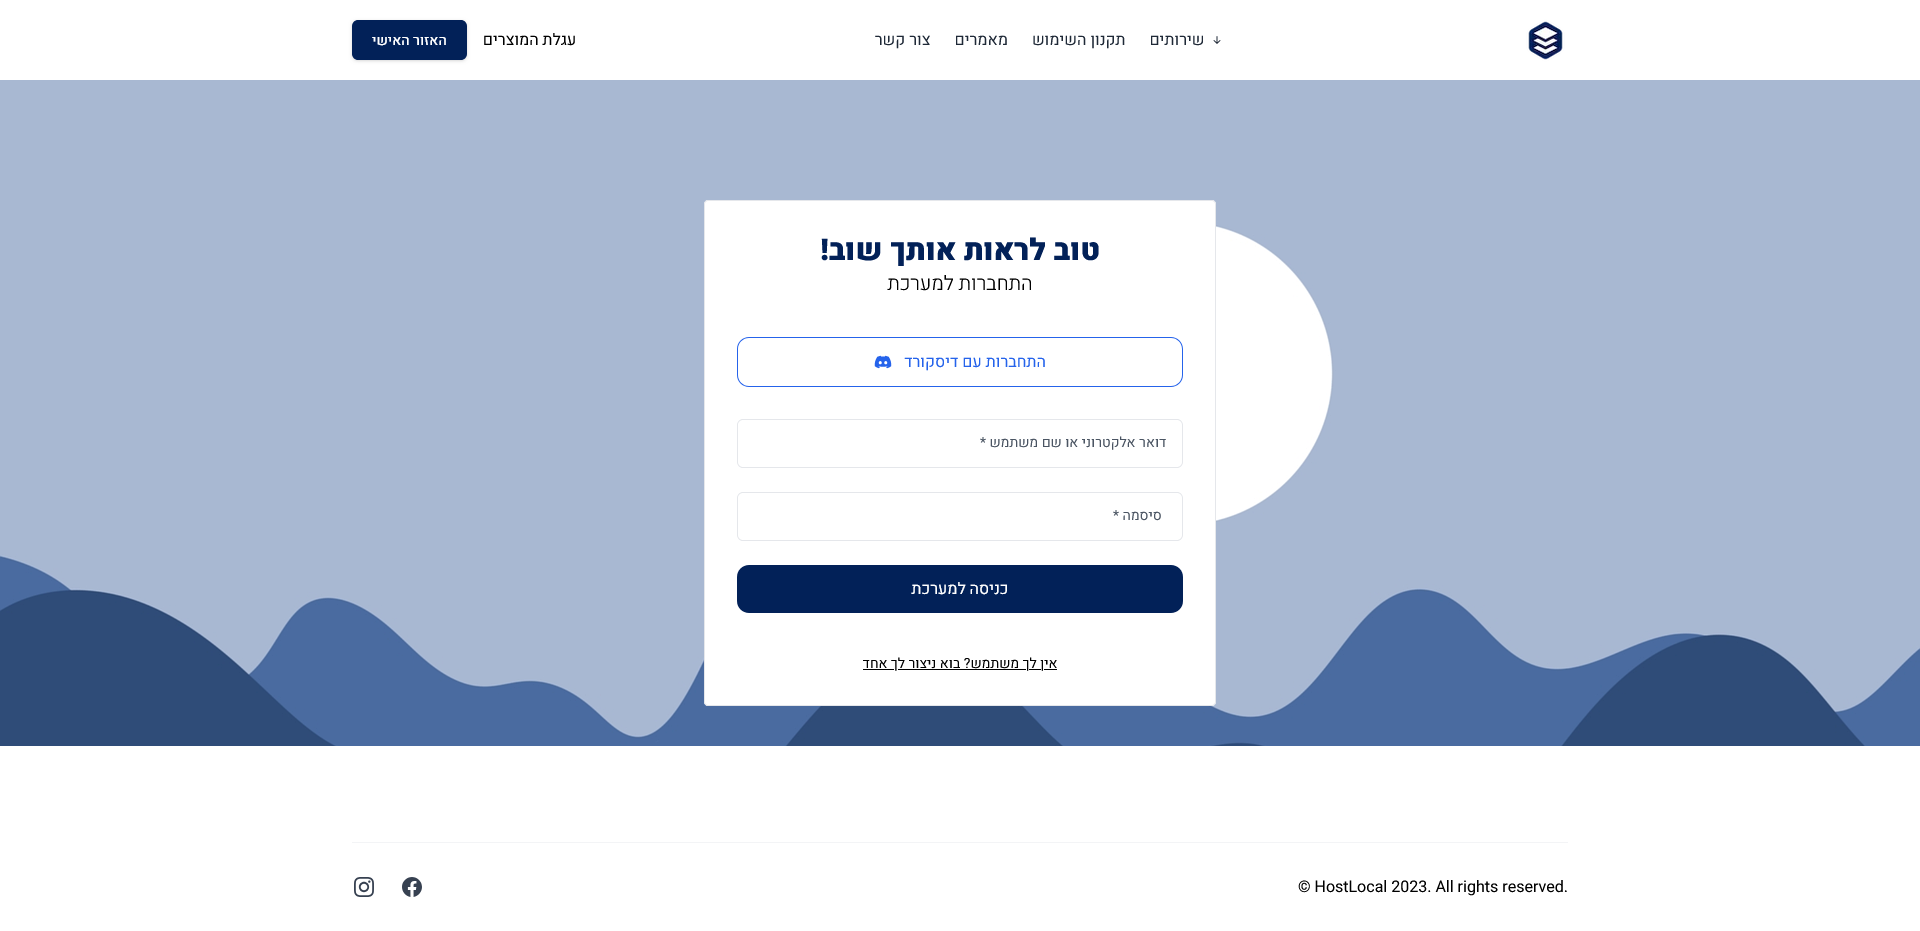 שירותים
תקנון השימוש
מאמרים
צור קשר
עגלת המוצרים
האזור האישי
טוב לראות אותך שוב!
התחברות למערכת
התחברות עם דיסקורד
דואר אלקטרוני או שם משתמש *
סיסמה *
כניסה למערכת
אין לך משתמש? בוא ניצור לך אחד
© HostLocal 2023. All rights reserved.